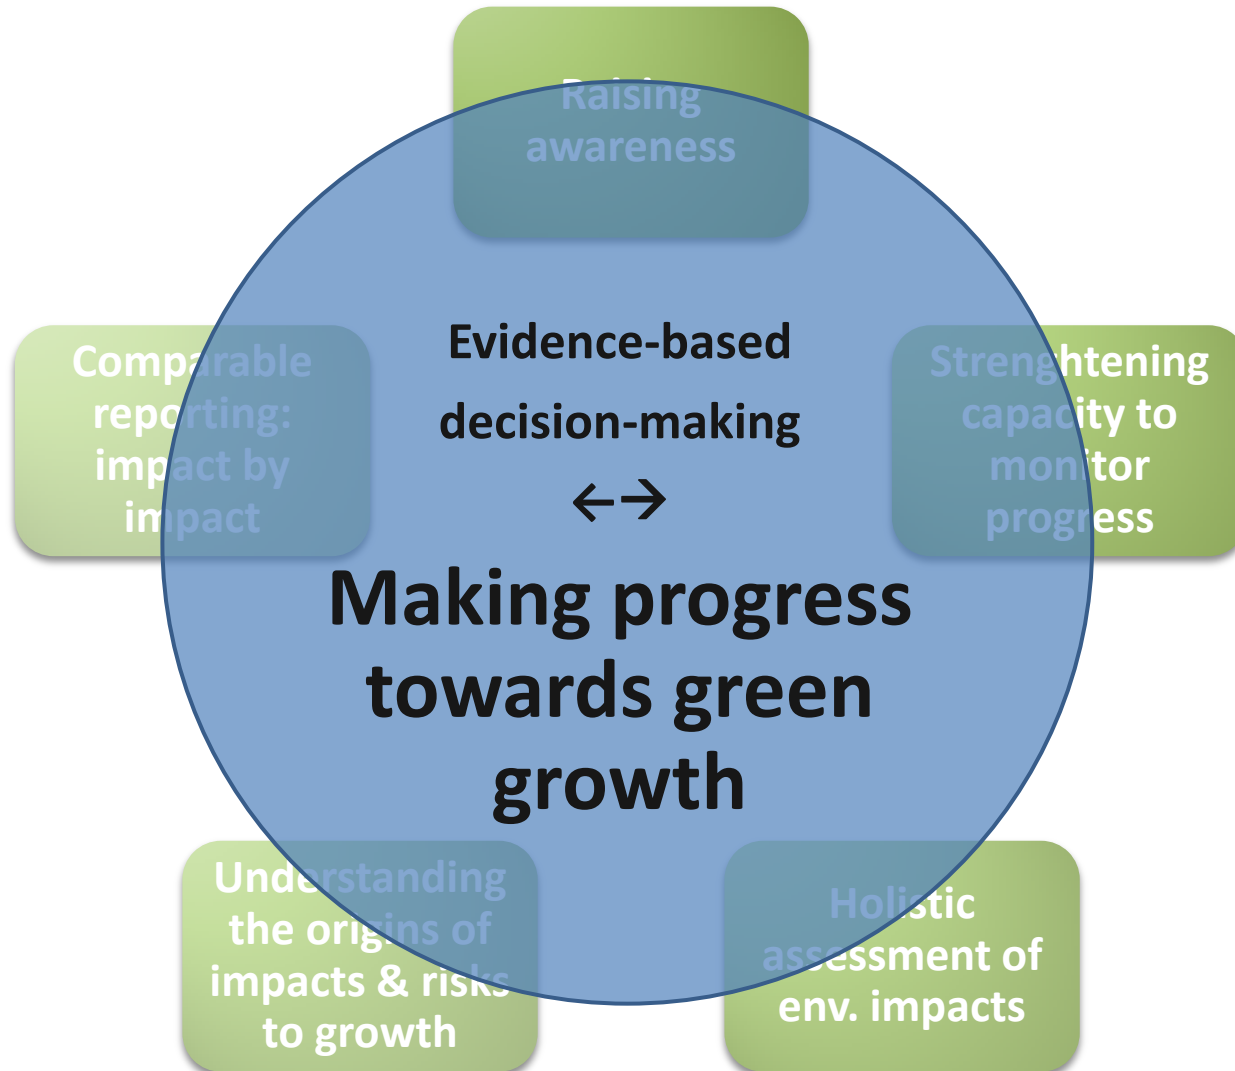 Raising
awareness
Evidence-based
decision-making
←→
Making progress
towards green
growth
Comparable
reporting:
impact by
impact
Strenghtening
capacity to
monitor
progress
Understanding
the origins of
impacts & risks
to growth
Holistic
assessment of
env. impacts